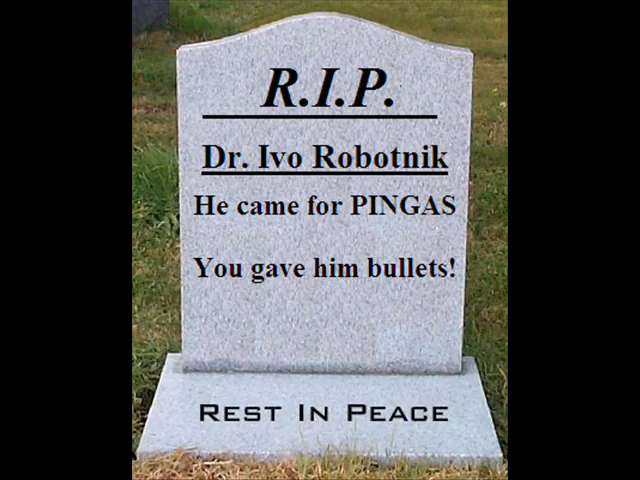 R.I.P.
Dr. Ivo Robotnik
He came for PINGAS
You gave him bullets!
Rest In Peace